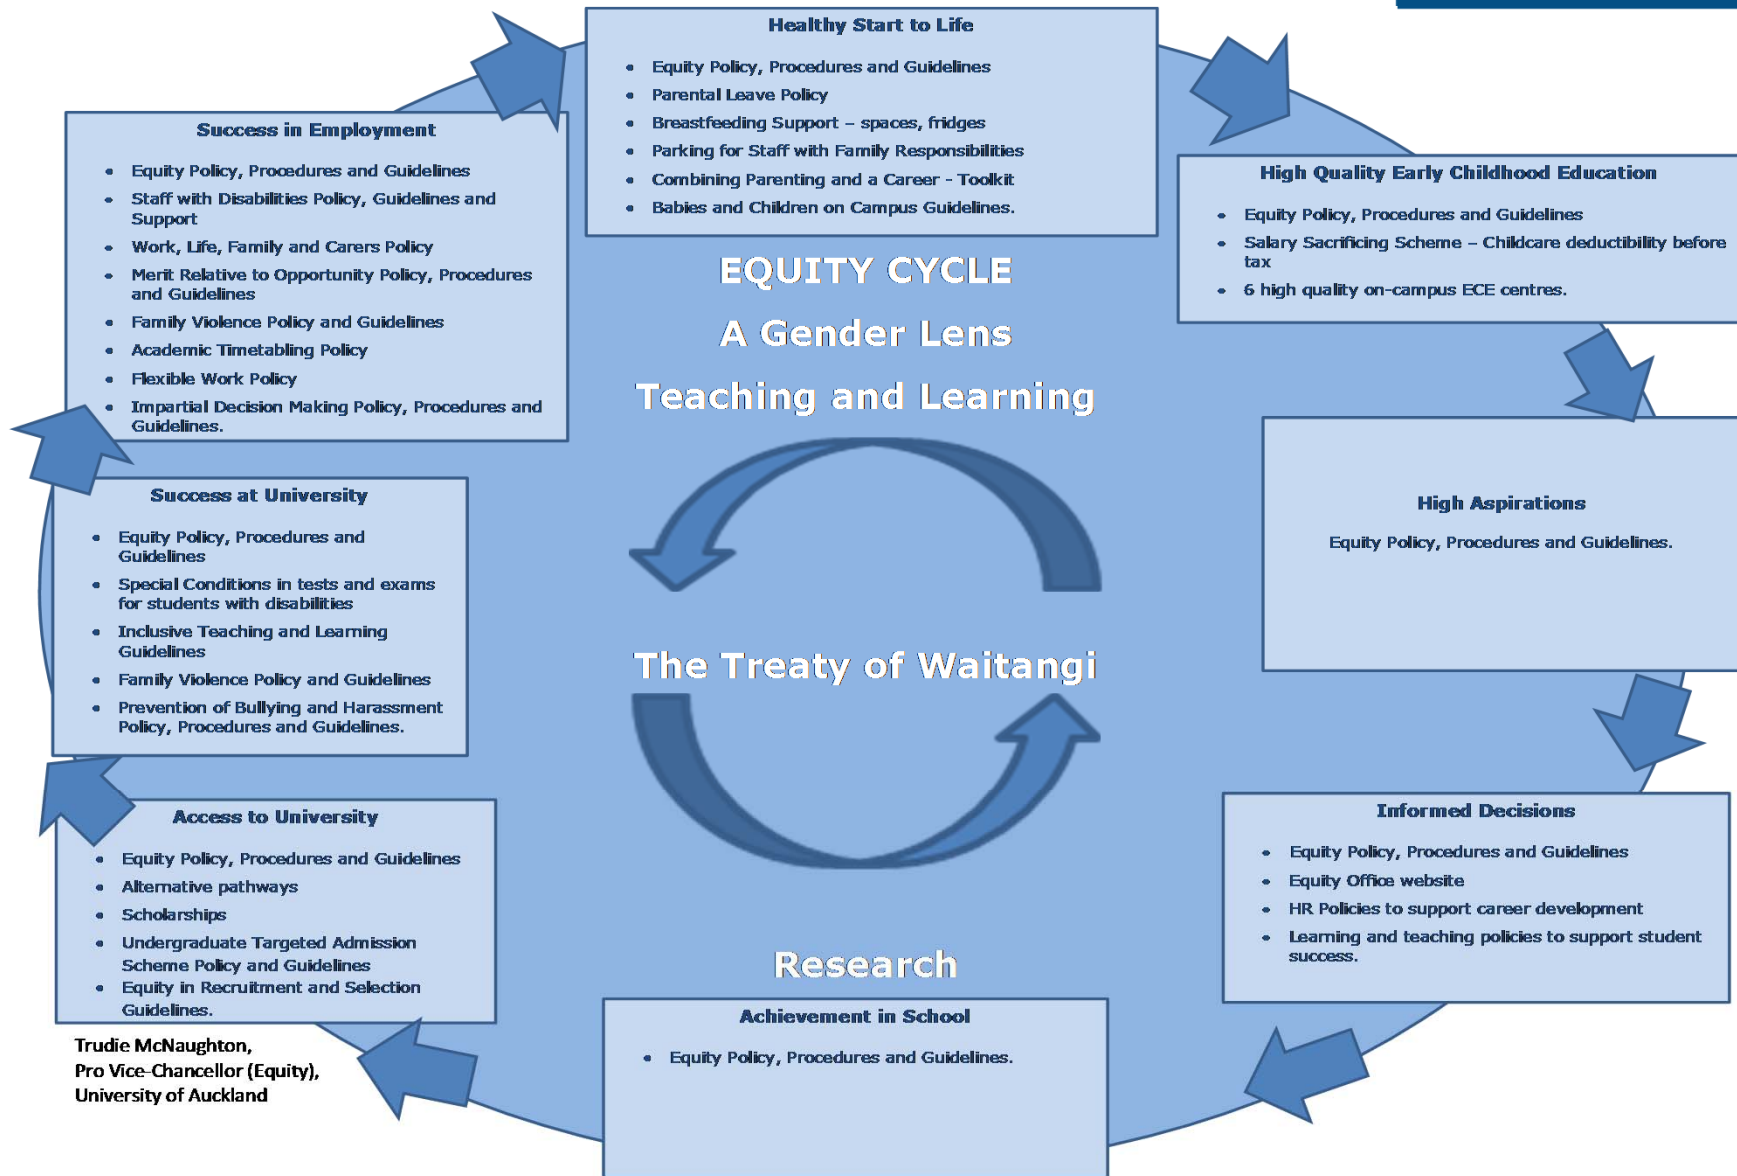 Healthy Start to Life
• Equity Policy, Procedures and Guidelines
• Parental Leave Policy
• Breastfeeding Support – spaces, fridges
• Parking for Staff with Family Responsibilities
• Combining Parenting and a Career - Toolkit
• Babies and Children on Campus Guidelines.
High Quality Early Childhood Education
• Equity Policy, Procedures and Guidelines
• Salary Sacrificing Scheme – Childcare deductibility before
tax
• 6 high quality on-campus ECE centres.
High Aspirations
Equity Policy, Procedures and Guidelines.
Informed Decisions
• Equity Policy, Procedures and Guidelines
• Equity Office website
• HR Policies to support career development
• Learning and teaching policies to support student
success.
Achievement in School
• Equity Policy, Procedures and Guidelines.
Access to University
• Equity Policy, Procedures and Guidelines
• Alternative pathways
• Scholarships
• Undergraduate Targeted Admission
Scheme Policy and Guidelines
• Equity in Recruitment and Selection
Guidelines.
Success at University
• Equity Policy, Procedures and
Guidelines
• Special Conditions in tests and exams
for students with disabilities
• Inclusive Teaching and Learning
Guidelines
• Family Violence Policy and Guidelines
• Prevention of Bullying and Harassment
Policy, Procedures and Guidelines.
Success in Employment
• Equity Policy, Procedures and Guidelines
• Staff with Disabilities Policy, Guidelines and
Support
• Work, Life, Family and Carers Policy
• Merit Relative to Opportunity Policy, Procedures
and Guidelines
• Family Violence Policy and Guidelines
• Academic Timetabling Policy
• Flexible Work Policy
• Impartial Decision Making Policy, Procedures and
Guidelines.
EQUITY CYCLE
A Gender Lens
Teaching and Learning
The Treaty of Waitangi
Research
Trudie McNaughton,
Pro Vice-Chancellor (Equity),
University of Auckland